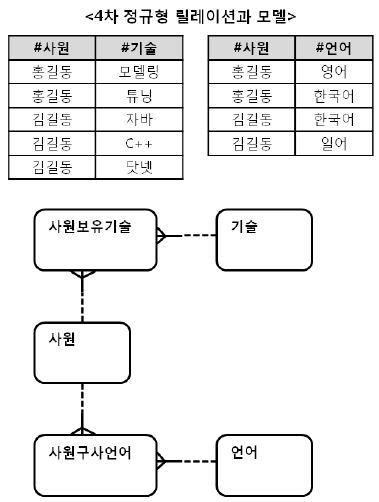 <4차 정규형 릴레이션과 모델>
#사원 #기술
홍길동 모델링
홍길동 튜닝
김길동 자바
김길동 C++
김길동 닷넷
#사원 #언어
홍길동 영어
홍길동 한국어
김길동 한국어
김길동 일어
사원보유기술 기술
사원
사원구사언어 언어